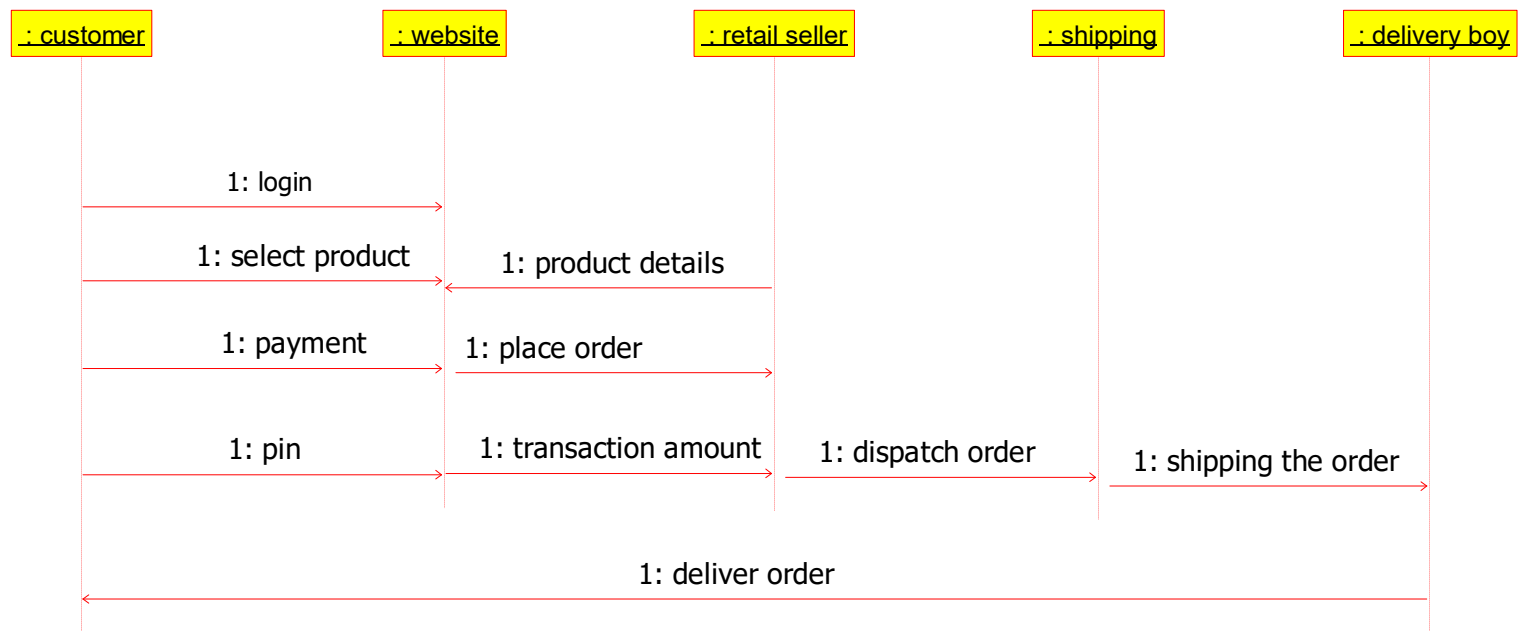 : customer
: website
: retail seller
: shipping
: delivery boy
1: login
1: select product
1: product details
1: payment
1: place order
1: pin
1: transaction amount
1: dispatch order
1: shipping the order
1: deliver order